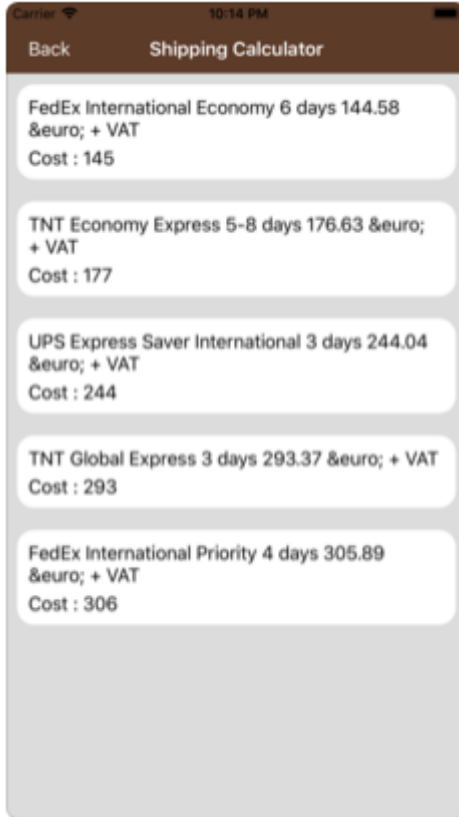 Carrier 10:14 PM
Back Shipping Calculator
FedEx International Economy 6 days 144.58
&euro; + VAT
Cost : 145
TNT Economy Express 5-8 days 176.63 &euro;
+ VAT
Cost : 177
UPS Express Saver International 3 days 244.04
&euro; + VAT
Cost : 244
TNT Global Express 3 days 293.37 &euro; + VAT
Cost : 293
FedEx International Priority 4 days 305.89
&euro; + VAT
Cost : 306